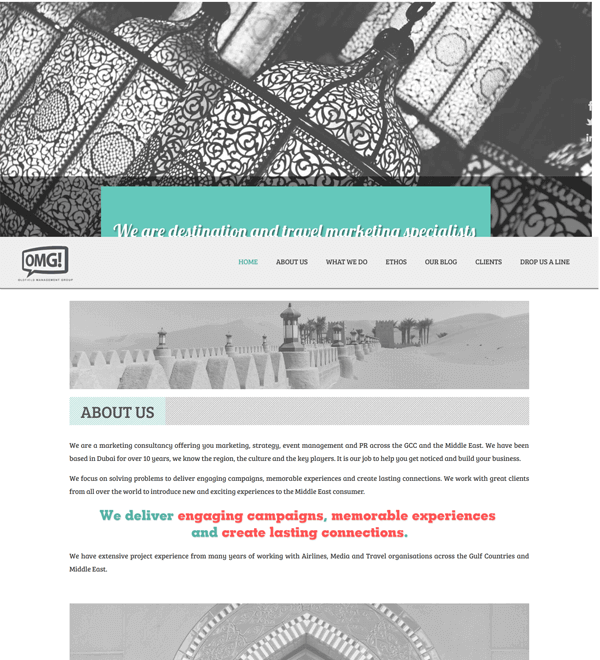 We are destination and travel marketing specialists
OMG!
MANAGEMENT GROUP
HOME ABOUT US WHAT WE DO ETHOS OUR BLOG CLIENTS DROP US A LINE
ABOUT US
We are a marketing consultancy offering you marketing, strategy, event management and PR across the GCC and the Middle East. We have been
based in Dubai for over 10 years, we know the region, the culture and the key players. It is our job to help you get noticed and build your business.
We focus on solving problems to deliver engaging campaigns, memorable experiences and create lasting connections. We work with great clients
from all over the world to introduce new and exciting experiences to the Middle East consumer.
We deliver engaging campaigns, memorable experiences
and create lasting connections.
We have extensive project experience from many years of working with Airlines, Media and Travel organisations across the Gulf Countries and
Middle East.